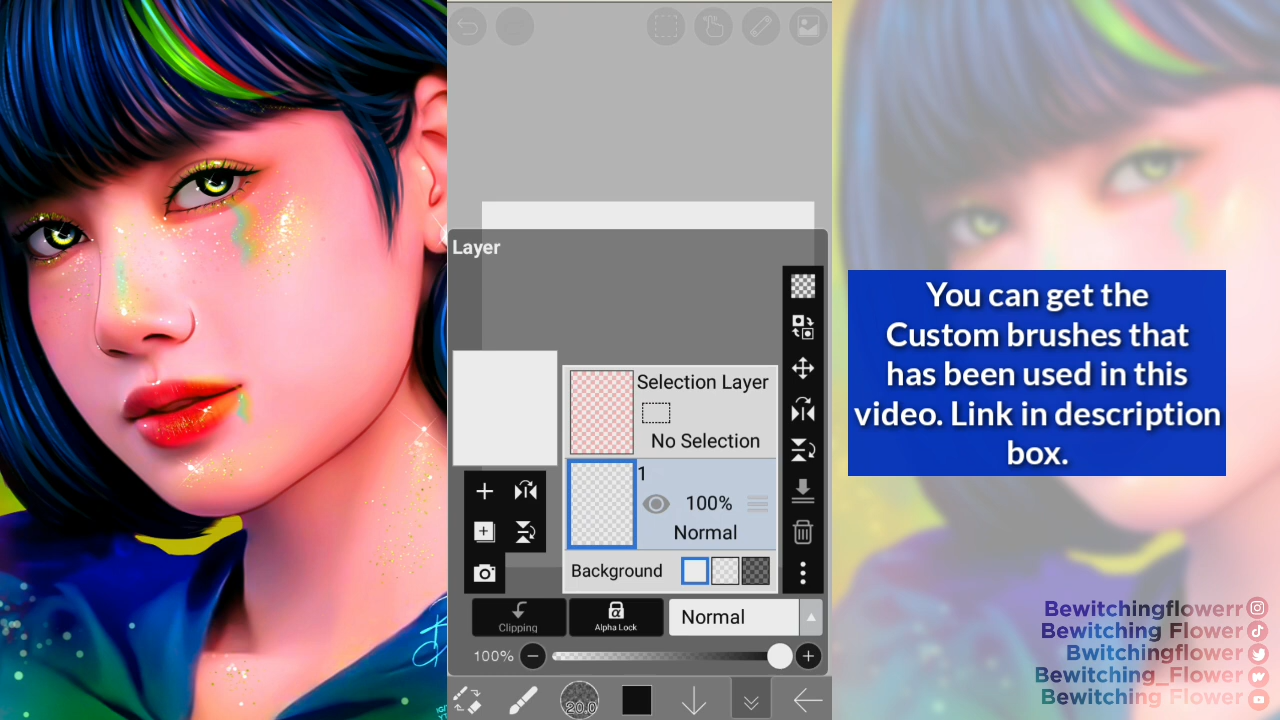 Layer
Selection Layer
No Selection
1
100%
Normal
Background
Clipping
α
Alpha Lock
Normal
100%
20.0
You can get the
Custom brushes that
has been used in this
video. Link in description
box.
Bewitchingflowerr
Bewitching Flower
Bwitchingflower
Bewitching_Flower
Bewitching Flower